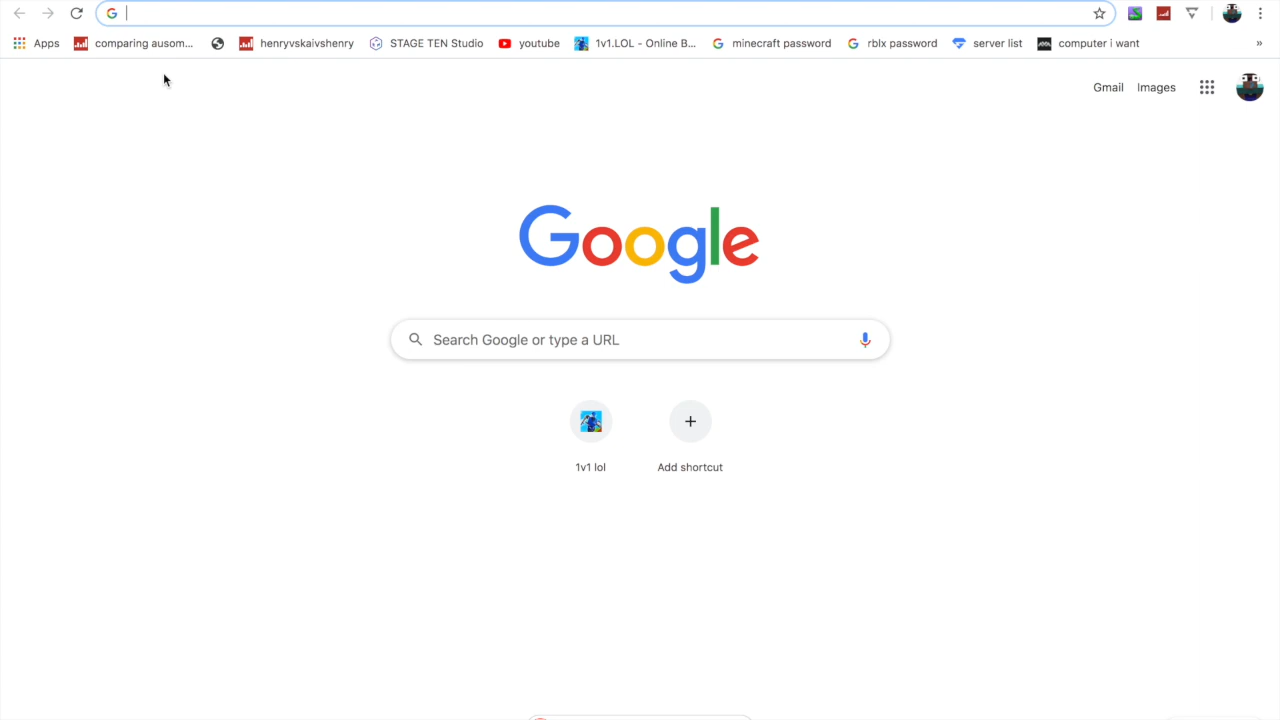 Apps comparing ausom... henryvskaivshenry STAGE TEN Studio youtube 1v1.LOL - Online B... minecraft password rblx password server list computer i want »
Gmail Images
Google
Search Google or type a URL
1v1 lol Add shortcut